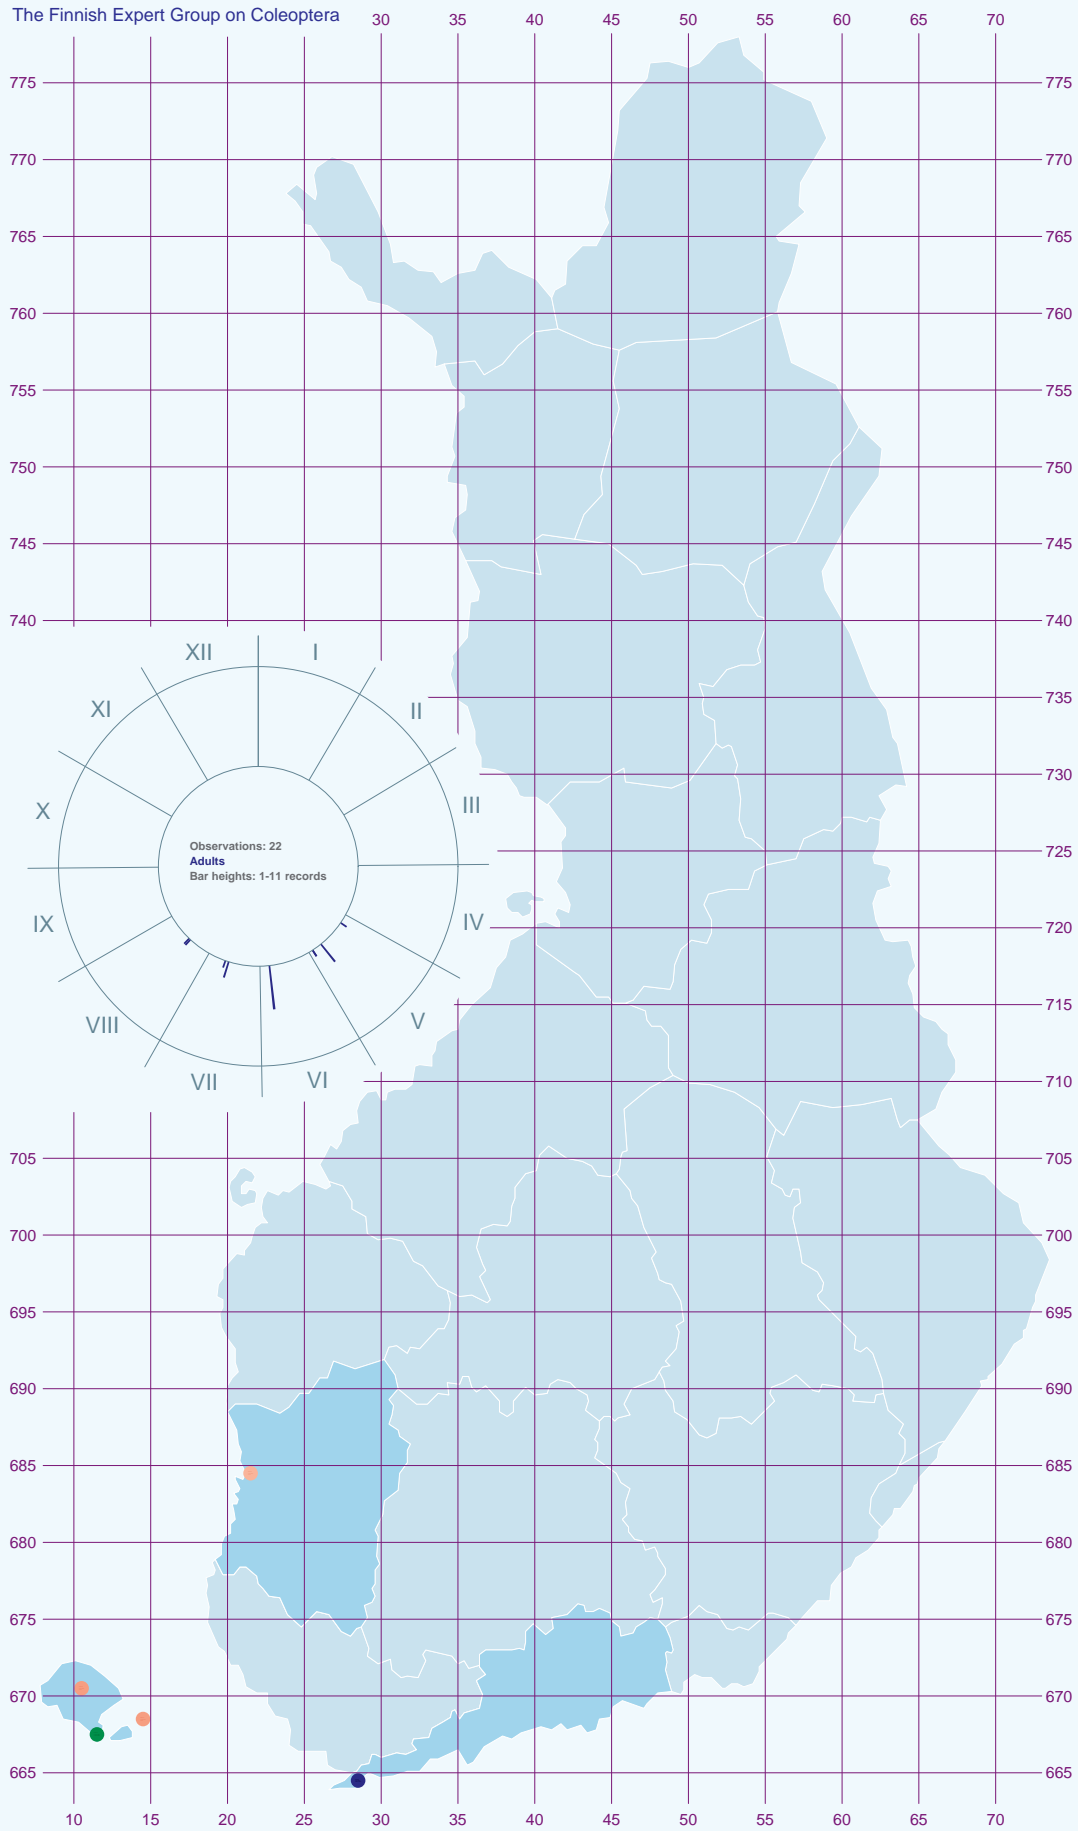 The Finnish Expert Group on Coleoptera 30 35 40 45 50 55 60 65 70
775 775
770 770
765 765
760 760
755 755
750 750
745 745
740 740
XII I
XI II
735
730
X III
Observations: 22
Adults
Bar heights: 1-11 records
725 725
IX IV
720 720
715 715
VIII V
VII VI
710 710
705 705
700 700
695 695
690 690
685 685
680 680
675 675
670 670
665 665
10 15 20 25 30 35 40 45 50 55 60 65 70